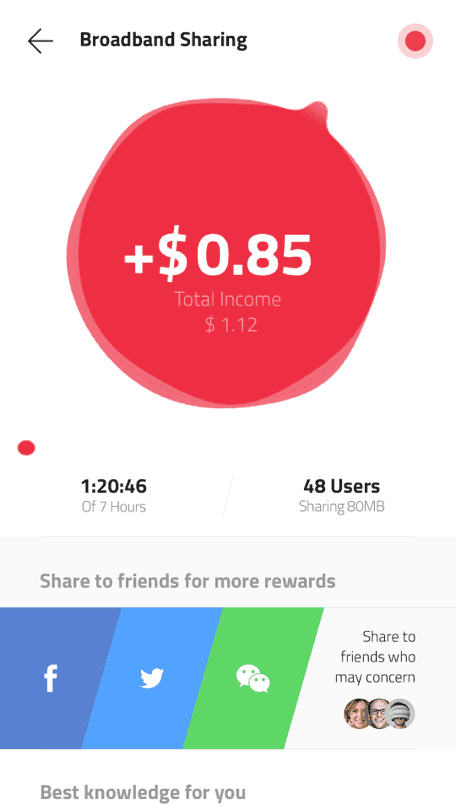 Broadband Sharing
+$0.85
Total Income
$ 1.12
1:20:46
Of 7 Hours
48 Users
Sharing 80MB
Share to friends for more rewards
Share to
friends who
may concern
Best knowledge for you